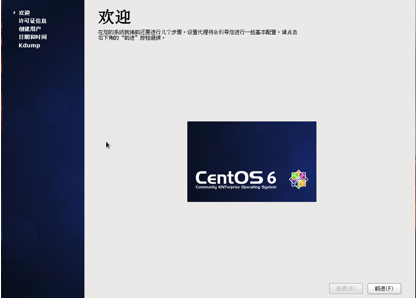 欢迎
许可证信息
创建用户
日期和时间
Kdump
欢迎
在您的系统就绪前还要进行几个步骤。设置代理将会引导您进行一些基本配置。请点击
右下角的“前进”按钮继续。
CentOS 6
Community ENTerprise Operating System
后退(B)
前进(F)